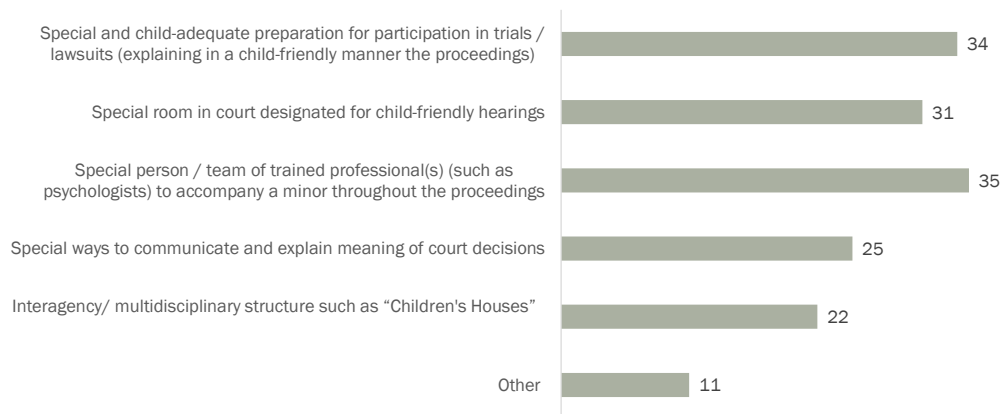 Special and child-adequate preparation for participation in trials /
lawsuits (explaining in a child-friendly manner the proceedings)
34
Special room in court designated for child-friendly hearings
31
Special person / team of trained professional(s) (such as
psychologists) to accompany a minor throughout the proceedings
35
Special ways to communicate and explain meaning of court decisions
25
Interagency/ multidisciplinary structure such as “Children's Houses”
22
Other
11